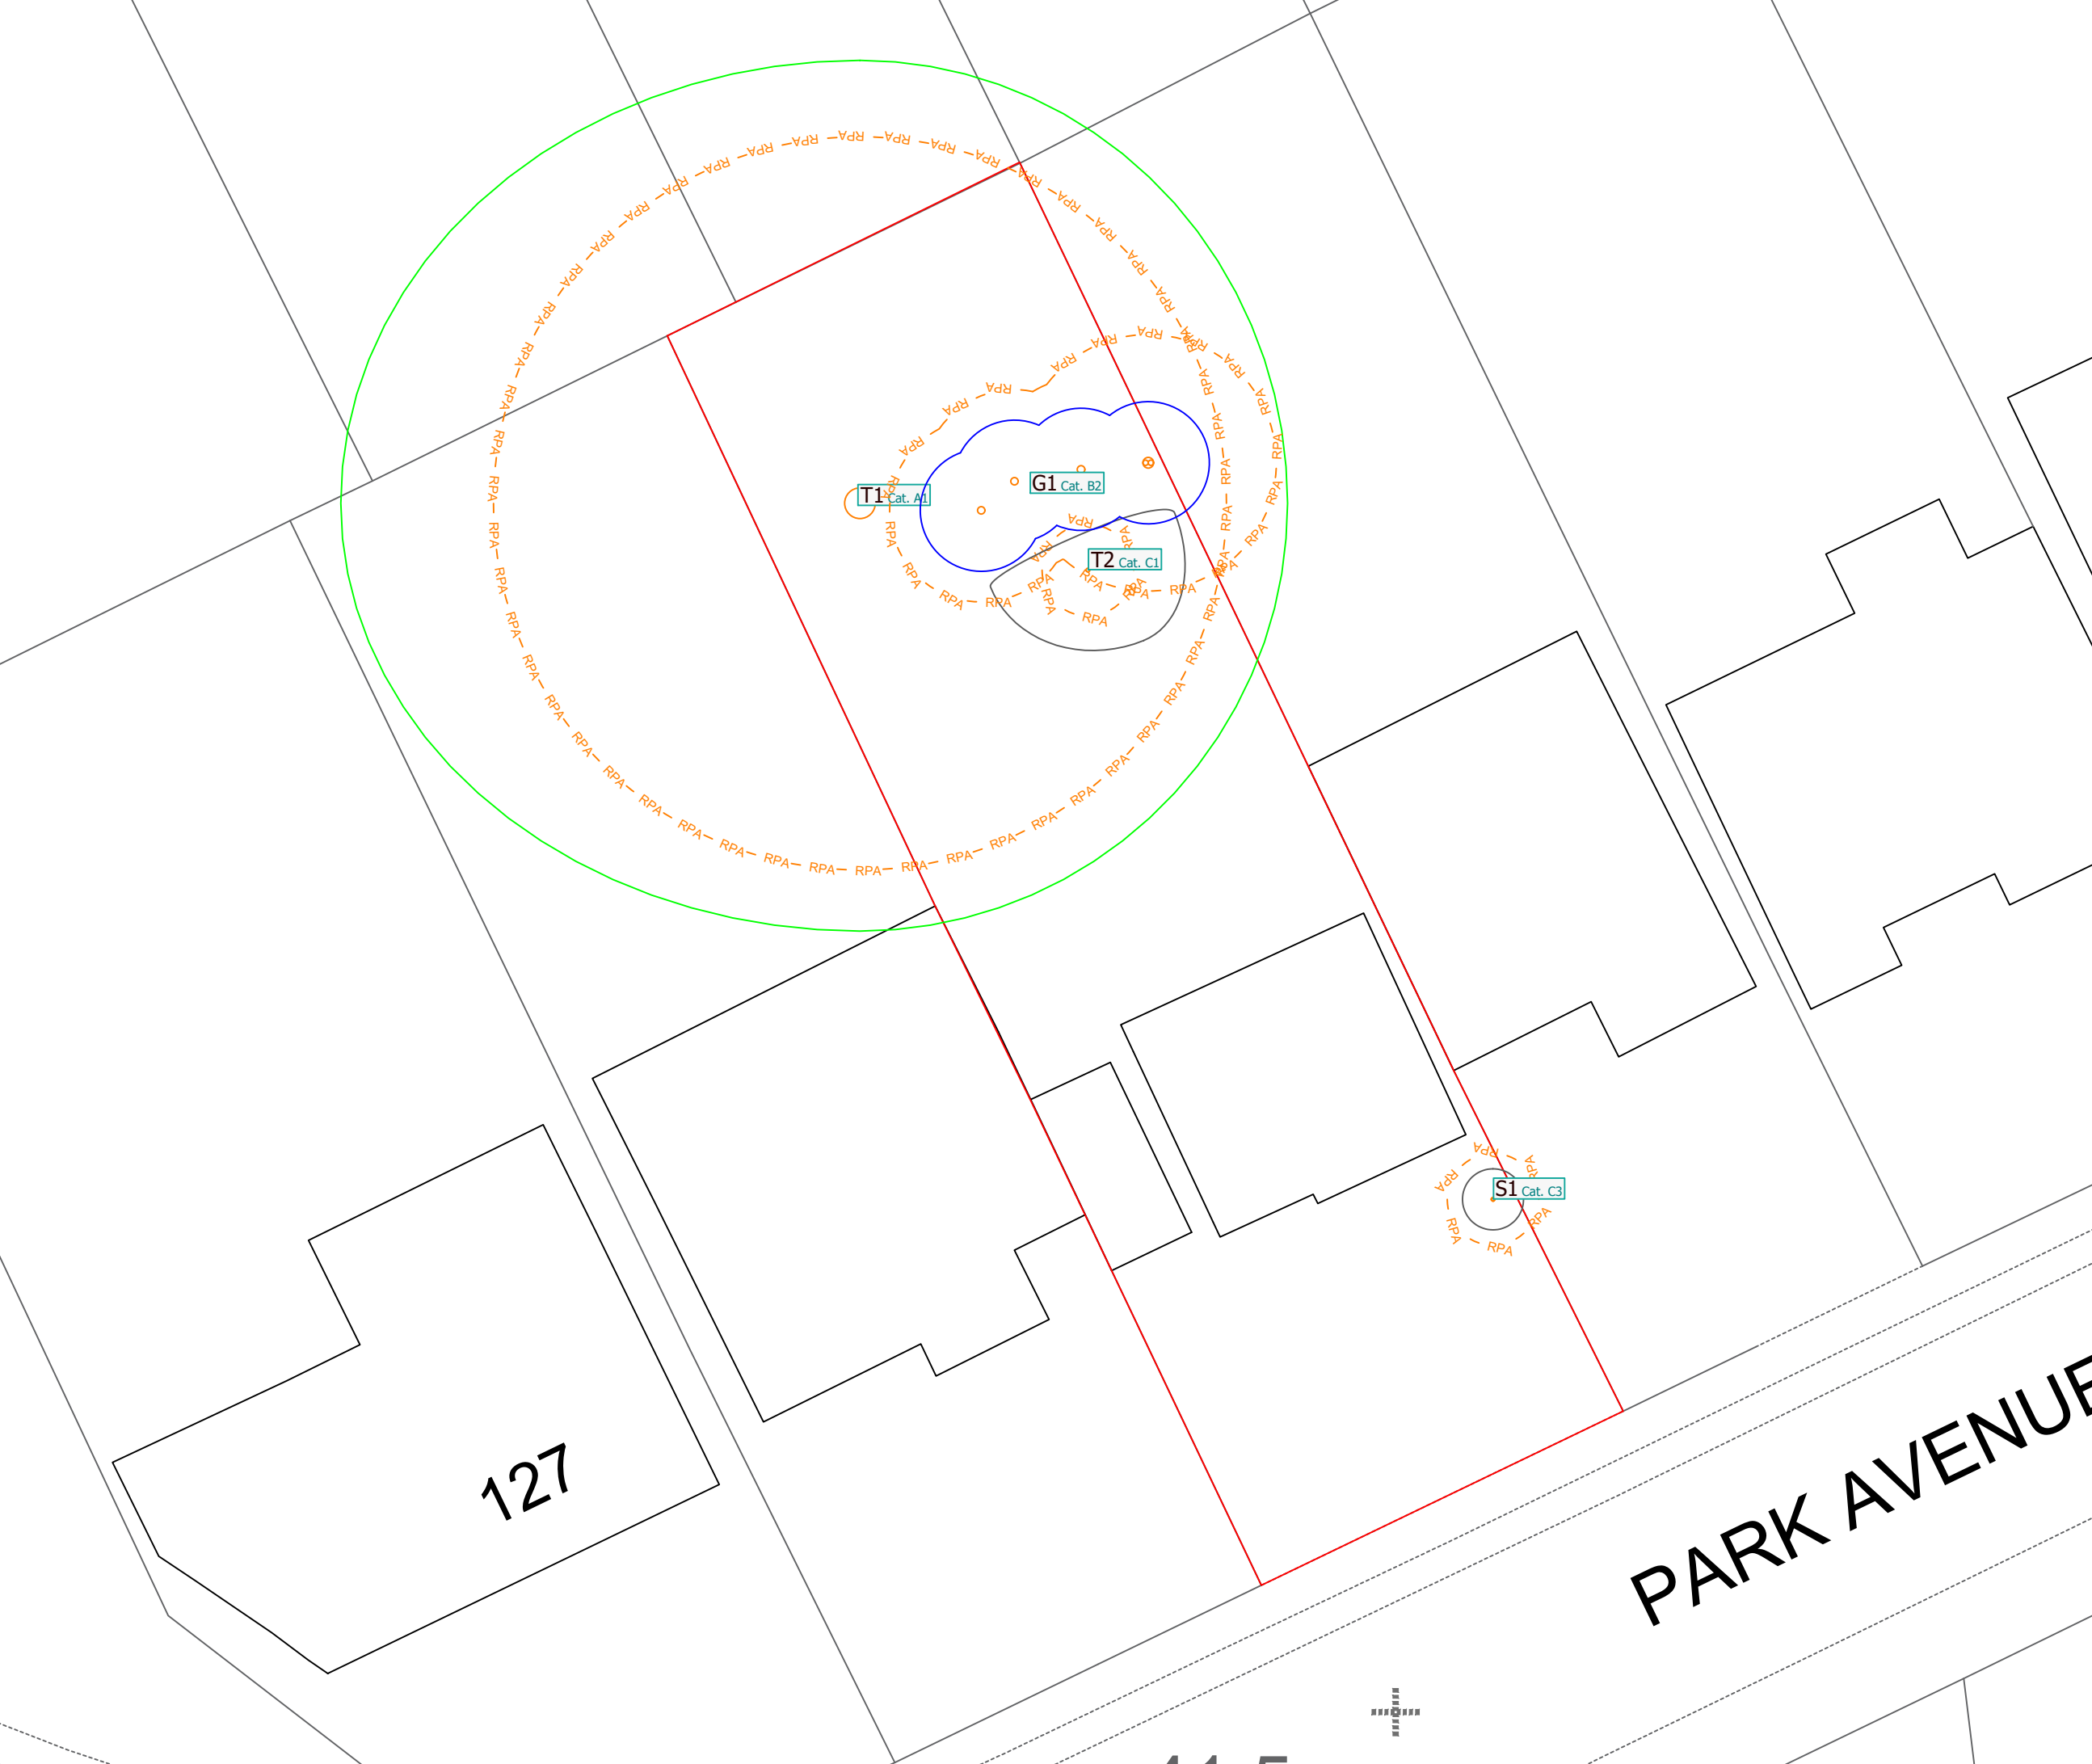 T1 Cat. A1
G1 Cat. B2
T2 Cat. C1
S1 Cat. C3
RPA
127
PARK AVENUE